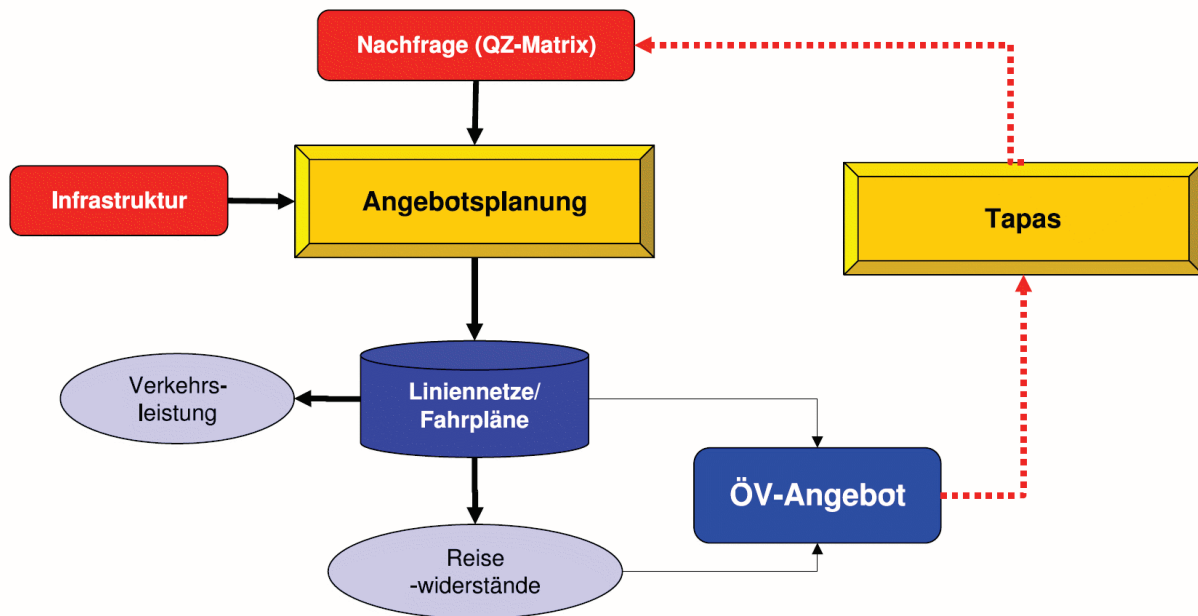 Nachfrage (QZ-Matrix)
Infrastruktur
Angebotsplanung
Tapas
Verkehrs-
leistung
Liniennetze/
Fahrpläne
ÖV-Angebot
Reise
-widerstände